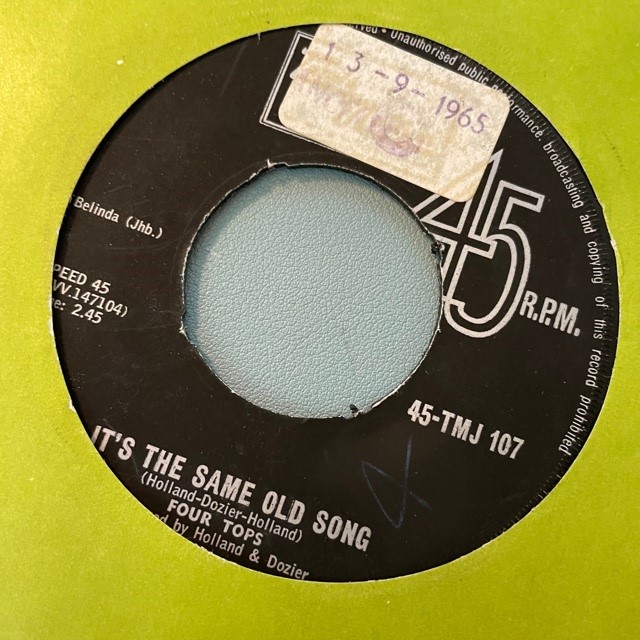 Unauthorised public performance. broadcasting and copying of this record prohibited
13-9-1965
45
R.P.M.
Belinda (Jhb.)
PEED 45
VV.147104)
e: 2.45
45-TMJ 107
IT'S THE SAME OLD SONG
(Holland-Dozier-Holland)
FOUR TOPS
d by Holland & Dozier